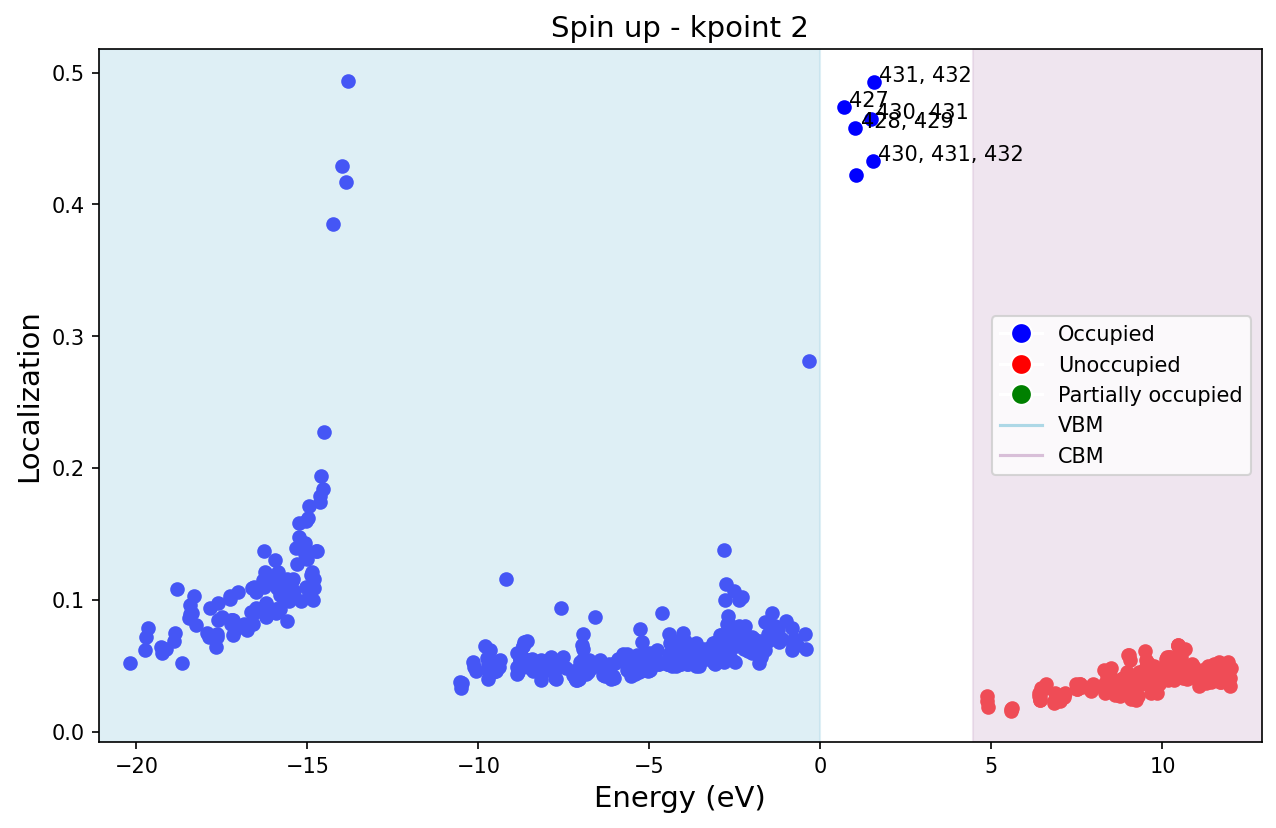 Spin up - kpoint 2
Localization
0.5
0.4
0.3
0.2
0.1
0.0
431, 432
427
430, 431
428, 429
430, 431, 432
Occupied
Unoccupied
Partially occupied
VBM
CBM
−20
−15
−10
−5
0
5
10
Energy (eV)